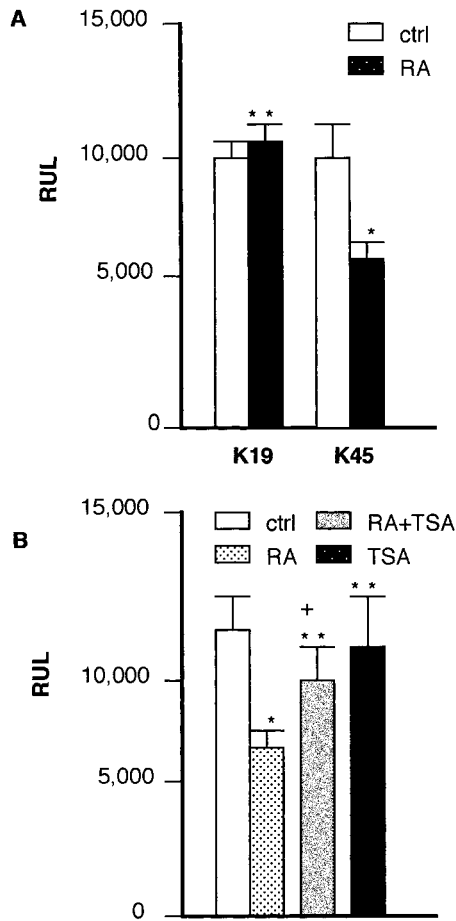 A
15,000
ctrl
RA
* *
10,000
RUL
*
5,000
0
K19 K45
15,000
B
ctrl RA+TSA
RA TSA
* *
+
* *
RUL
10,000
*
5,000
0